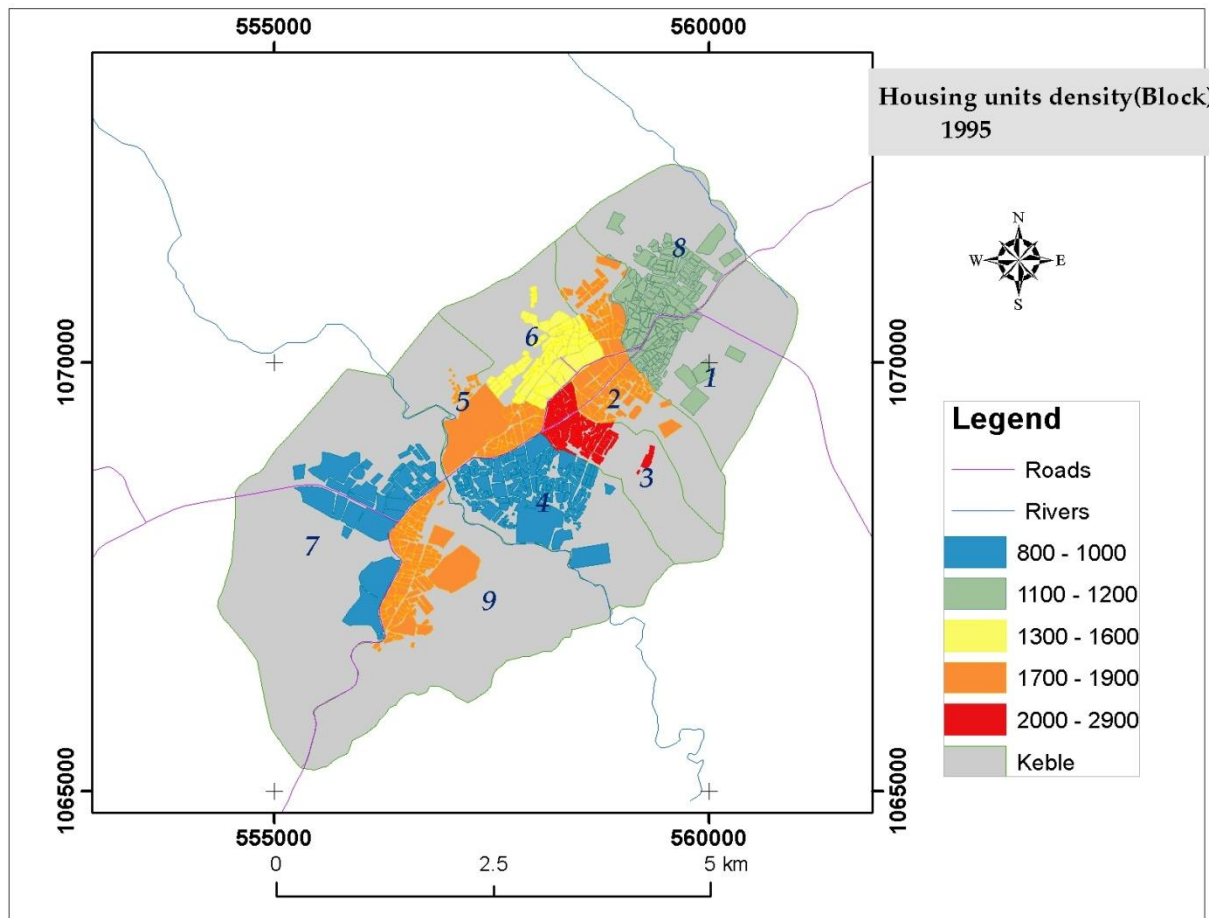 555000
560000
Housing units density(Block)
1995
N
W
E
S
8
6
1070000
1070000
1
2
5
3
4
7
9
Legend
Roads
Rivers
800 - 1000
1100 - 1200
1300 - 1600
1700 - 1900
2000 - 2900
Keble
1065000
1065000
555000
560000
0
2.5
5 km